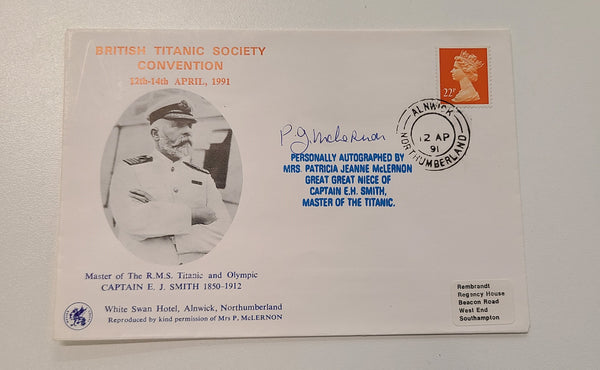 BRITISH TITANIC SOCIETY
CONVENTION
12th-14th APRIL, 1991
22P
ALNWICK
12 AP
91
NORTHUMBERLAND
P. J. McLernon
PERSONALLY AUTOGRAPHED BY
MRS. PATRICIA JEANNE McLERNON
GREAT GREAT NIECE OF
CAPTAIN E.H. SMITH,
MASTER OF THE TITANIC.
Master of The R.M.S. Titanic and Olympic
CAPTAIN E. J. SMITH 1850-1912
White Swan Hotel, Alnwick, Northumberland
Reproduced by kind permission of Mrs P. McLERNON
Rembrandt
Regency House
Beacon Road
West End
Southampton